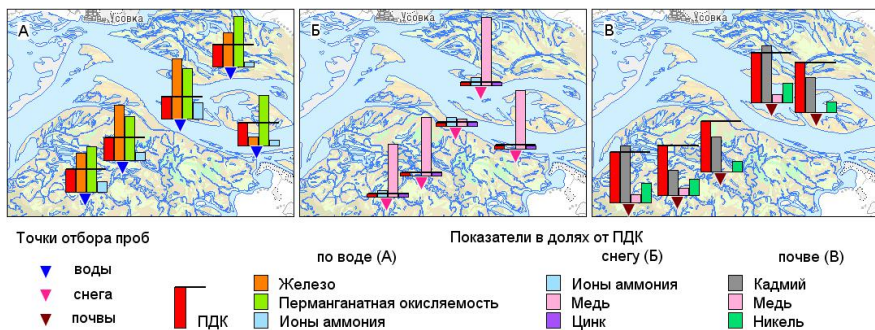 А
Усовка
Б
Усовка
В
Усовка
Точки отбора проб
воды
снега
почвы
ПДК
Показатели в долях от ПДК
по воде (А)
Железо
Перманганатная окисляемость
Ионы аммония
снегу (Б)
Ионы аммония
Медь
Цинк
почве (В)
Кадмий
Медь
Никель